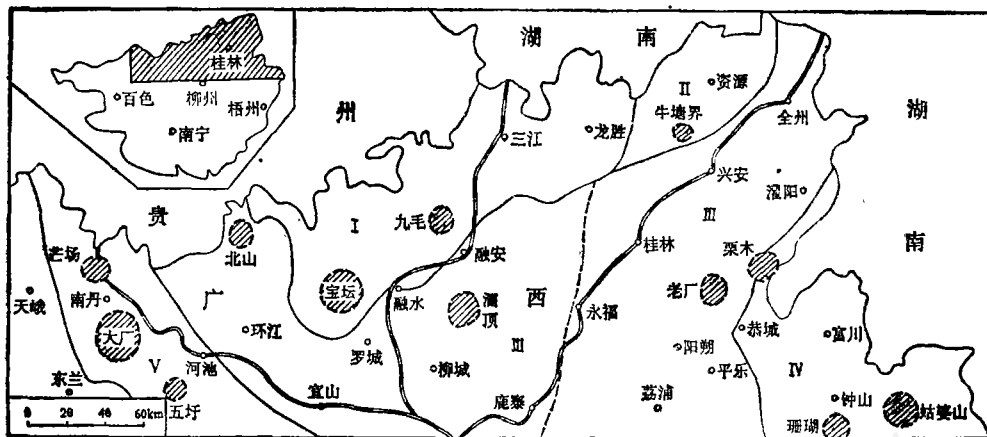 桂林
百色
柳州
梧州
南宁
湖
南
州
贵
广
西
湖
南
II
资源
牛塘界
全州
三江
龙胜
兴安
灌阳
I
九毛
III
北山
融安
桂林
栗木
芒场
宝坛
融水
老厂
天峨
南丹
环江
永福
恭城
富川
大厂
罗城
III
阳朔
河池
柳城
平乐
IV
V
东兰
宜山
荔浦
钟山
姑婆山
五圩
珊瑚
0 20 40 60km